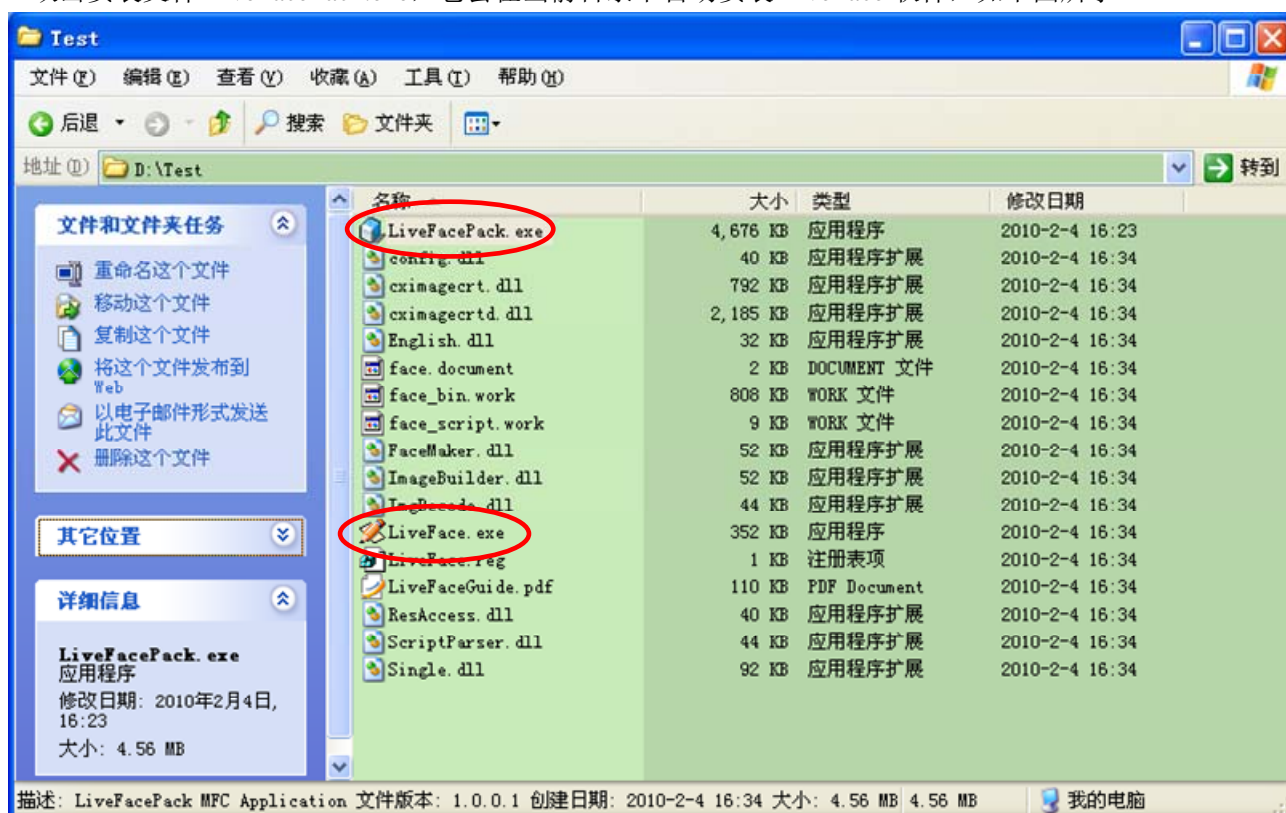 Test
文件(F) 编辑(E) 查看(V) 收藏(A) 工具(T) 帮助(H)
后退 搜索 文件夹
地址(D) D:\Test 转到
文件和文件夹任务
重命名这个文件
移动这个文件
复制这个文件
将这个文件发布到
Web
以电子邮件形式发送
此文件
删除这个文件
其它位置
详细信息
LiveFacePack.exe
应用程序
修改日期: 2010年2月4日,
16:23
大小: 4.56 MB
名称 大小 类型 修改日期
LiveFacePack.exe 4,676 KB 应用程序 2010-2-4 16:23
config.dll 40 KB 应用程序扩展 2010-2-4 16:34
cximagecrt.dll 792 KB 应用程序扩展 2010-2-4 16:34
cximagecrtd.dll 2,185 KB 应用程序扩展 2010-2-4 16:34
English.dll 32 KB 应用程序扩展 2010-2-4 16:34
face.document 2 KB DOCUMENT 文件 2010-2-4 16:34
face_bin.work 808 KB WORK 文件 2010-2-4 16:34
face_script.work 9 KB WORK 文件 2010-2-4 16:34
FaceMaker.dll 52 KB 应用程序扩展 2010-2-4 16:34
ImageBuilder.dll 52 KB 应用程序扩展 2010-2-4 16:34
ImgDecode.dll 44 KB 应用程序扩展 2010-2-4 16:34
LiveFace.exe 352 KB 应用程序 2010-2-4 16:34
LiveFace.reg 1 KB 注册表项 2010-2-4 16:34
LiveFaceGuide.pdf 110 KB PDF Document 2010-2-4 16:34
ResAccess.dll 40 KB 应用程序扩展 2010-2-4 16:34
ScriptParser.dll 44 KB 应用程序扩展 2010-2-4 16:34
Single.dll 92 KB 应用程序扩展 2010-2-4 16:34
描述: LiveFacePack MFC Application 文件版本: 1.0.0.1 创建日期: 2010-2-4 16:34 大小: 4.56 MB 4.56 MB 我的电脑